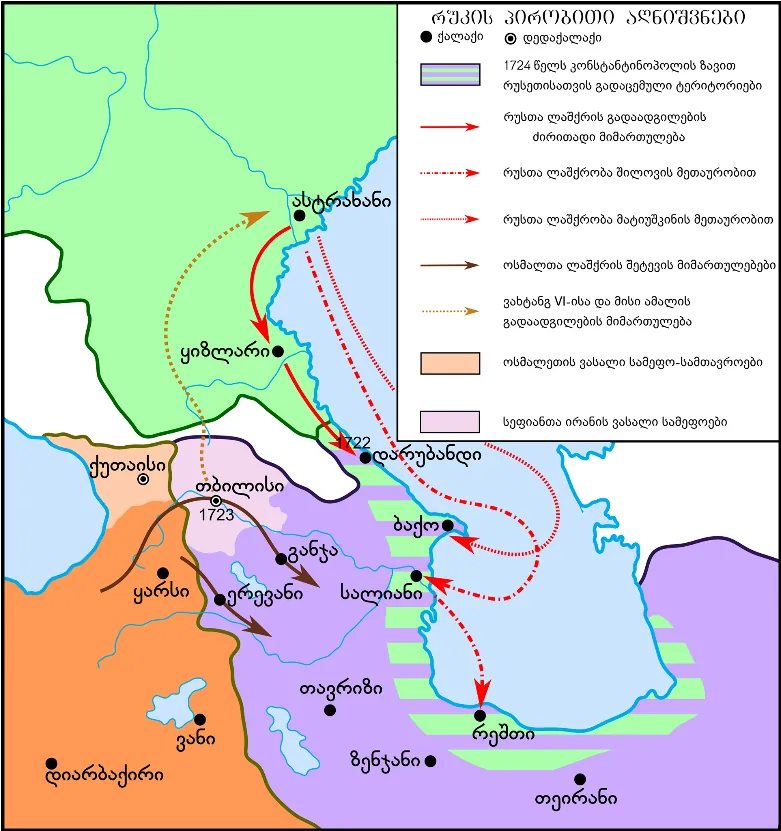 რუკის პირობითი აღნიშვნები
ქალაქი
დედაქალაქი
1724 წელს კონსტანტინოპოლის ზავით
რუსეთისათვის გადაცემული ტერიტორიები
რუსთა ლაშქრის გადაადგილების
ძირითადი მიმართულება
რუსთა ლაშქრობა შილოვის მეთაურობით
რუსთა ლაშქრობა მატიუშკინის მეთაურობით
ოსმალთა ლაშქრის შეტევის მიმართულებები
ვახტანგ VI-ისა და მისი ამალის
გადაადგილების მიმართულება
ოსმალეთის ვასალი სამეფო-სამთავროები
სეფიანთა ირანის ვასალი სამეფოები
ასტრახანი
ყიზლარი
1722
დარუბანდი
ქუთაისი
თბილისი
1723
ბაქო
განჯა
ყარსი
ერევანი
სალიანი
თავრიზი
ვანი
რეშთი
ზენჯანი
დიარბაქირი
თეირანი